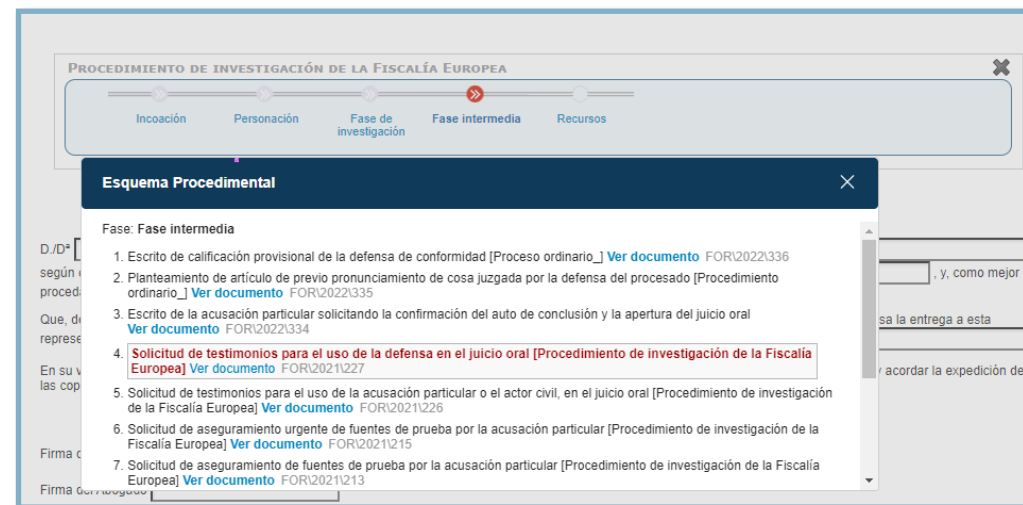 PROCEDIMIENTO DE INVESTIGACIÓN DE LA FISCALÍA EUROPEA
Incoación
Personación
Fase de
investigación
Fase intermedia
Recursos
Esquema Procedimental
Fase: Fase intermedia
1. Escrito de calificación provisional de la defensa de conformidad [Proceso ordinario_] Ver documento FOR\2022\336
2. Planteamiento de artículo de previo pronunciamiento de cosa juzgada por la defensa del procesado [Procedimiento
ordinario_] Ver documento FOR\2022\335
3. Escrito de la acusación particular solicitando la confirmación del auto de conclusión y la apertura del juicio oral
Ver documento FOR\2022\334
4. Solicitud de testimonios para el uso de la defensa en el juicio oral [Procedimiento de investigación de la Fiscalía
Europea] Ver documento FOR\2021\227
5. Solicitud de testimonios para el uso de la acusación particular o el actor civil, en el juicio oral [Procedimiento de investigación
de la Fiscalía Europea] Ver documento FOR\2021\226
6. Solicitud de aseguramiento urgente de fuentes de prueba por la acusación particular [Procedimiento de investigación de la
Fiscalía Europea] Ver documento FOR\2021\215
7. Solicitud de aseguramiento de fuentes de prueba por la acusación particular [Procedimiento de investigación de la Fiscalía
Europea] Ver documento FOR\2021\213
D./Dª
según
, y, como mejor
Que,
sa la entrega a esta
En su
y acordar la expedición de
las cop
Firma
Firma del Abogado